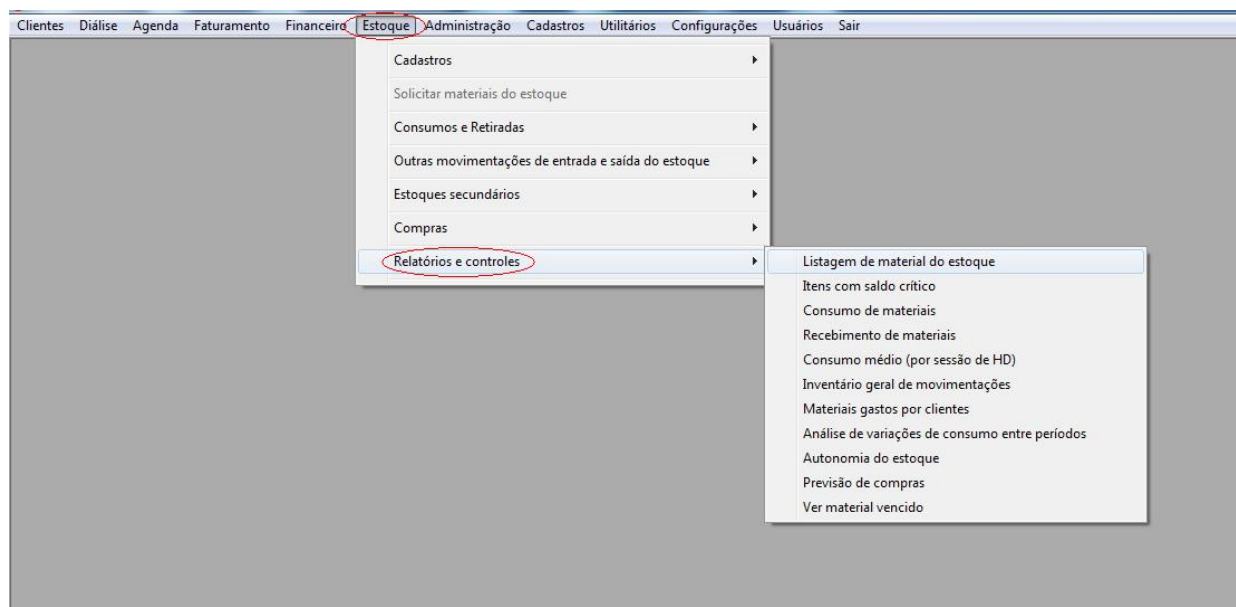 Clientes Diálise Agenda Faturamento Financeiro Estoque Administração Cadastros Utilitários Configurações Usuários Sair
Cadastros
Solicitar materiais do estoque
Consumos e Retiradas
Outras movimentações de entrada e saída do estoque
Estoques secundários
Compras
Relatórios e controles
Listagem de material do estoque
Itens com saldo crítico
Consumo de materiais
Recebimento de materiais
Consumo médio (por sessão de HD)
Inventário geral de movimentações
Materiais gastos por clientes
Análise de variações de consumo entre períodos
Autonomia do estoque
Previsão de compras
Ver material vencido